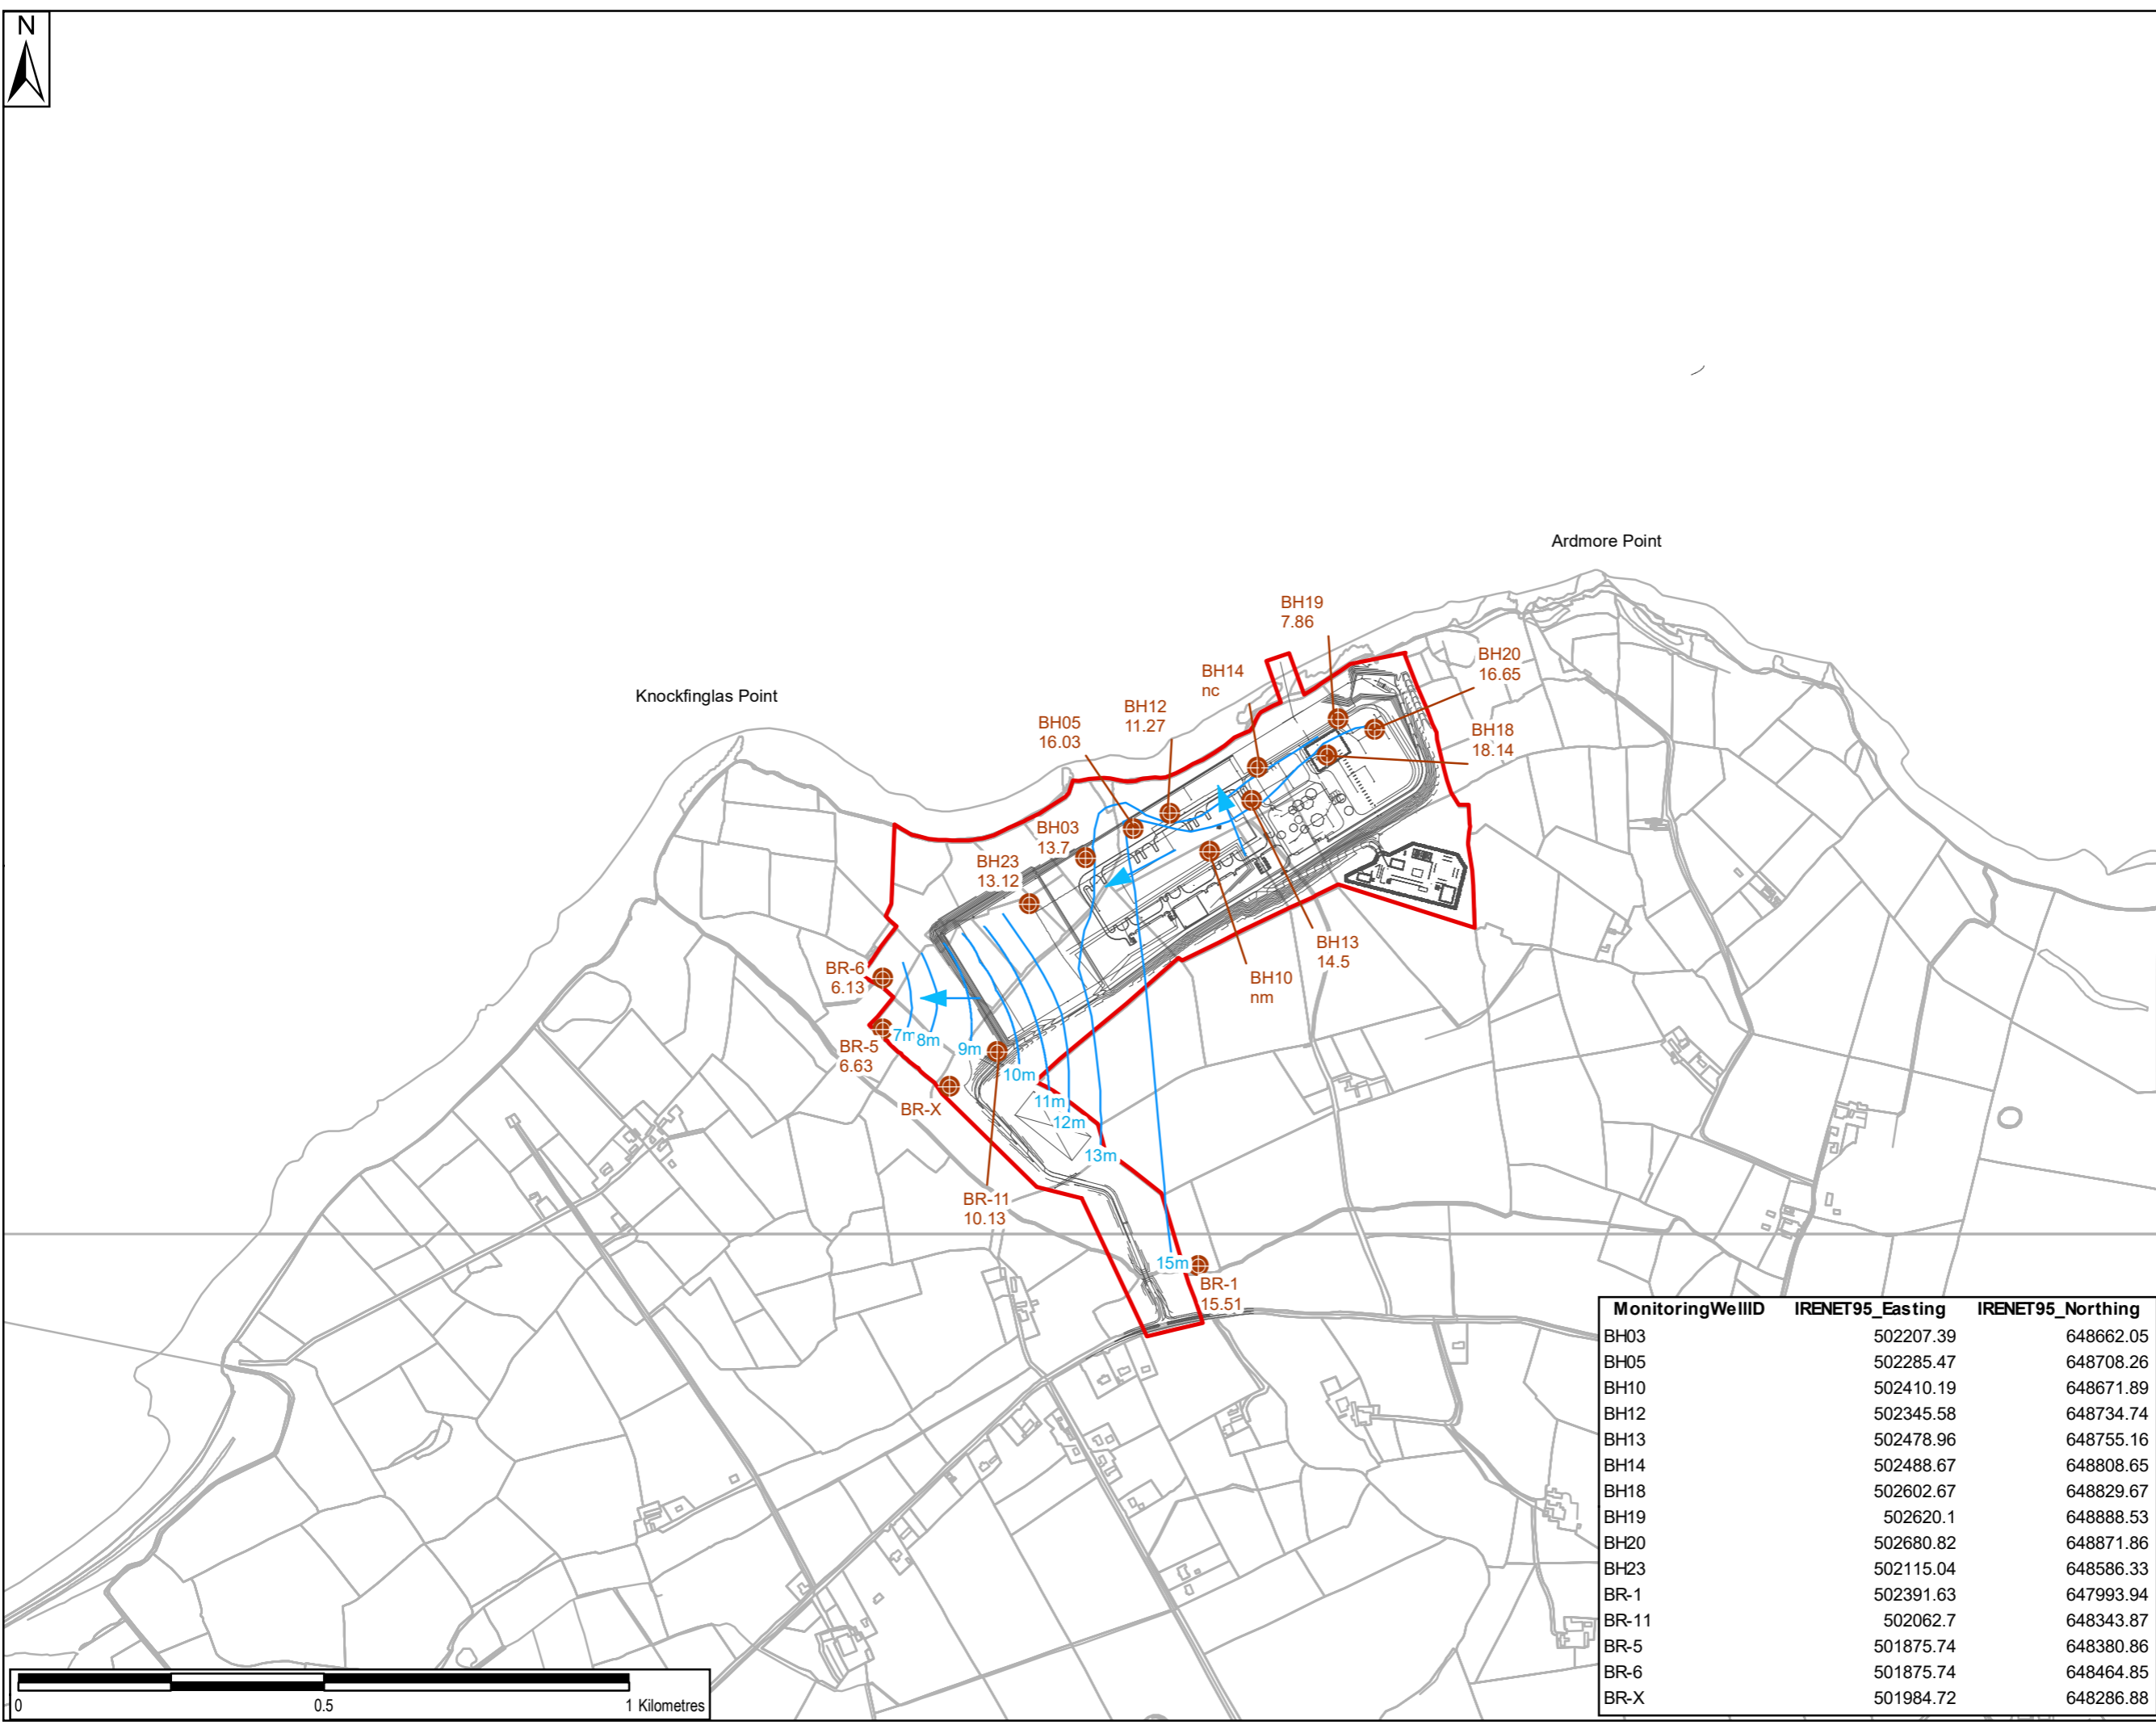 N
Ardmore Point
Knockfinglas Point
BH19
7.86
BH20
16.65
BH14
nc
BH12
11.27
BH05
16.03
BH18
18.14
BH03
13.7
BH23
13.12
BH13
14.5
BH10
nm
BR-6
6.13
BR-5
6.63
7m
8m
9m
10m
11m
12m
13m
15m
BR-X
BR-11
10.13
BR-1
15.51
MonitoringWellID IRENET95_Easting IRENET95_Northing
BH03 502207.39 648662.05
BH05 502285.47 648708.26
BH10 502410.19 648671.89
BH12 502345.58 648734.74
BH13 502478.96 648755.16
BH14 502488.67 648808.65
BH18 502602.67 648829.67
BH19 502620.1 648888.53
BH20 502680.82 648871.86
BH23 502115.04 648586.33
BR-1 502391.63 647993.94
BR-11 502062.7 648343.87
BR-5 501875.74 648380.86
BR-6 501875.74 648464.85
BR-X 501984.72 648286.88
0 0.5 1 Kilometres